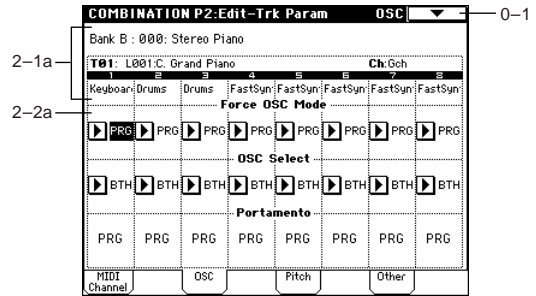 COMBINATION P2:Edit-Trk Param OSC
0–1
Bank B : 000: Stereo Piano
2–1a
T01: L001:C. Grand Piano Ch:Gch
1 2 3 4 5 6 7 8
Keyboar Drums Drums FastSyn FastSyn FastSyn FastSyn FastSyn
2–2a
Force OSC Mode
PRG PRG PRG PRG PRG PRG PRG PRG
OSC Select
BTH BTH BTH BTH BTH BTH BTH BTH
Portamento
PRG PRG PRG PRG PRG PRG PRG PRG
MIDI Channel OSC Pitch Other